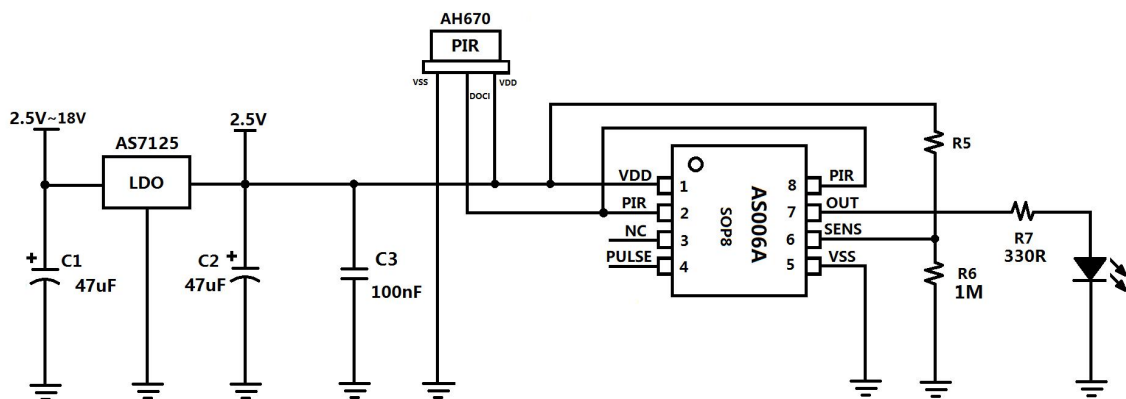 AH670
PIR
VSS
DOCI
VDD
2.5V~18V
AS7125
LDO
2.5V
C1
47uF
C2
47uF
C3
100nF
VDD
PIR
NC
PULSE
1
2
3
4
AS006A
SOP8
8
7
6
5
PIR
OUT
SENS
VSS
R5
R6
1M
R7
330R